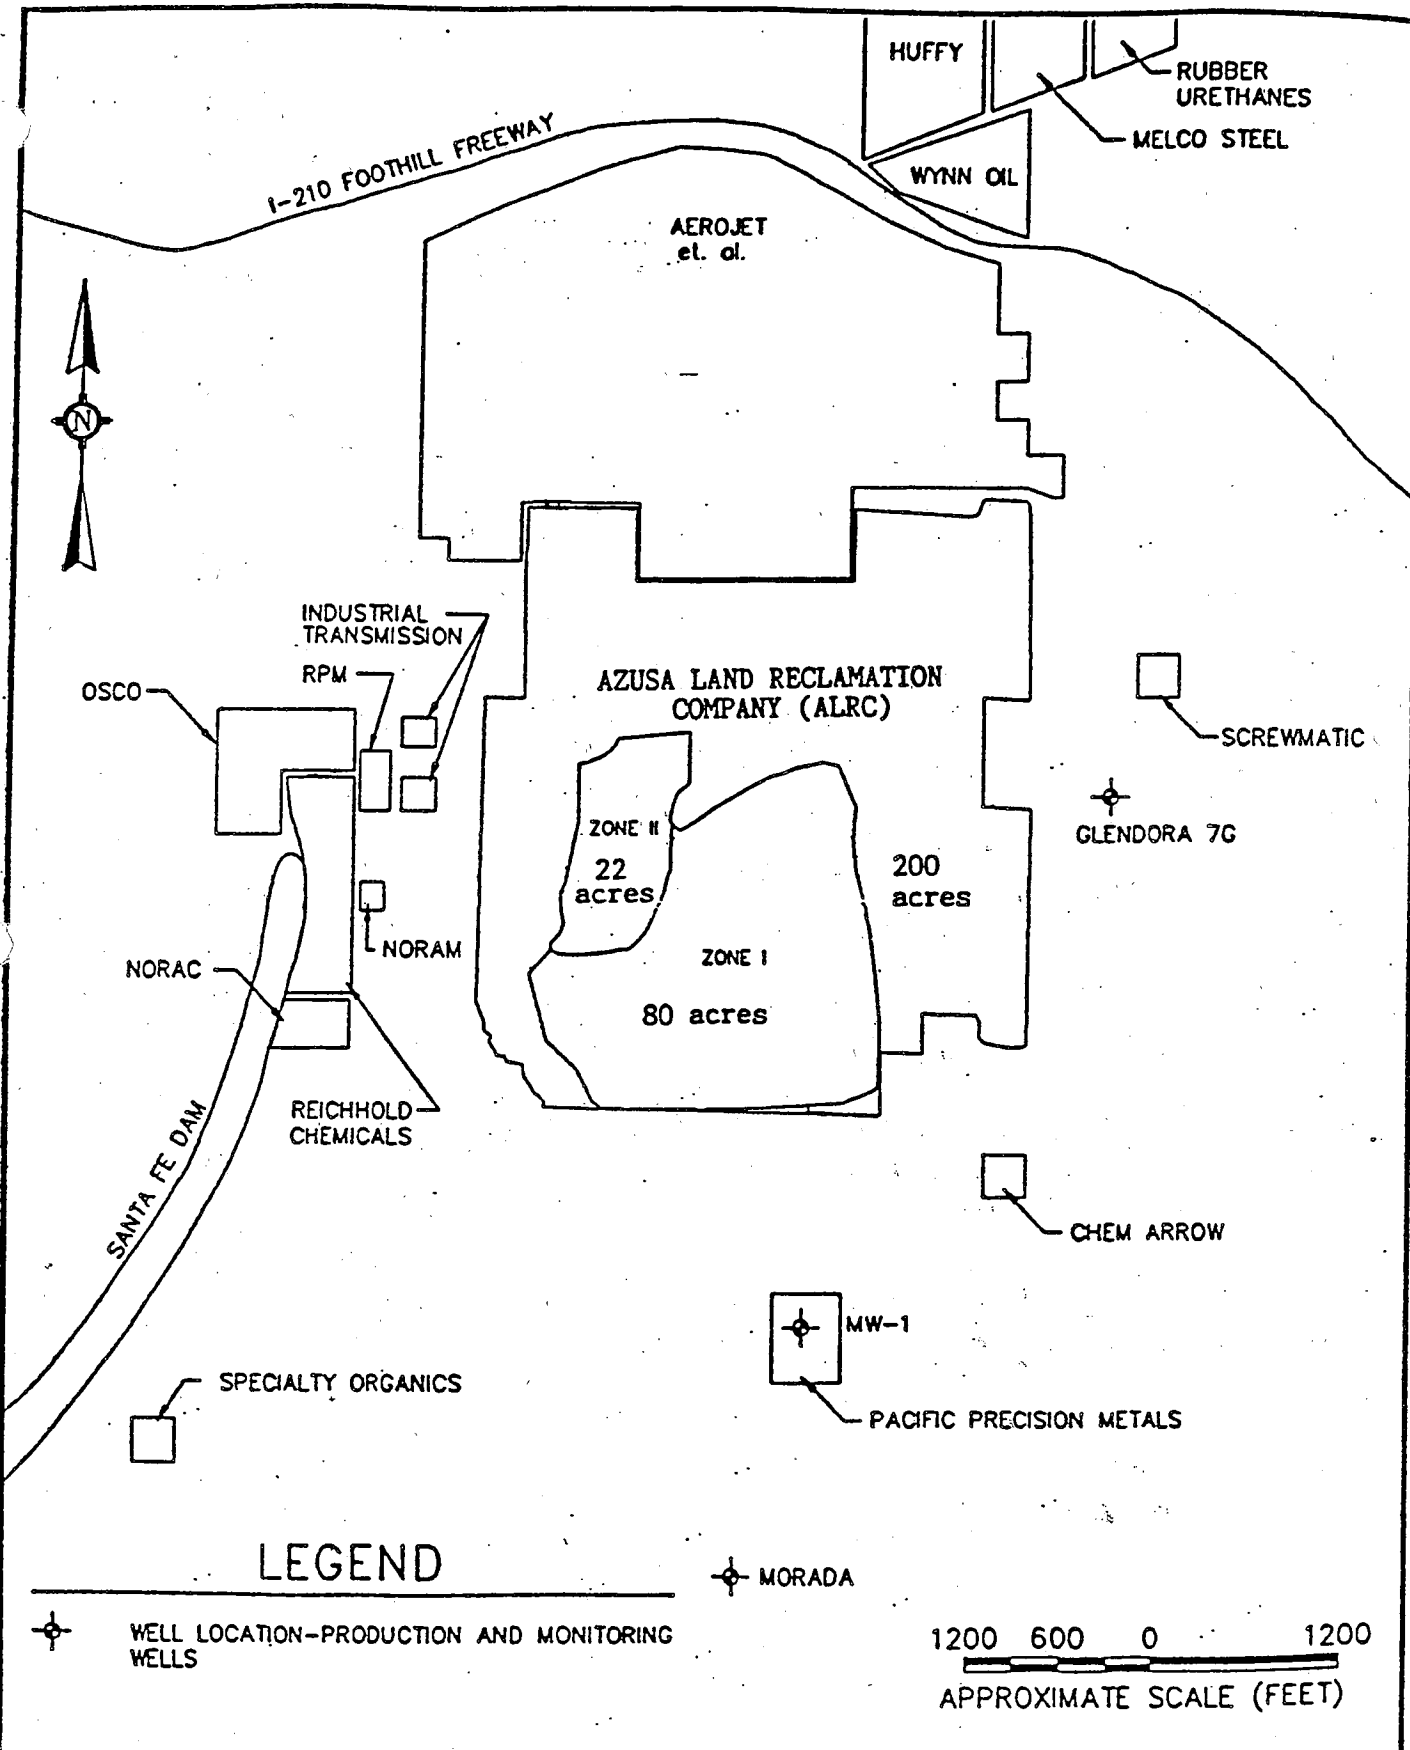 HUFFY
RUBBER
URETHANES
MELCO STEEL
I-210 FOOTHILL FREEWAY
WYNN OIL
AEROJET
et. al.
N
INDUSTRIAL
TRANSMISSION
RPM
OSCO
AZUSA LAND RECLAMATION
COMPANY (ALRC)
SCREWMATIC
ZONE II
22
acres
200
acres
GLENDORA 7G
NORAM
NORAC
ZONE I
80 acres
REICHHOLD
CHEMICALS
SANTA FE DAM
CHEM ARROW
MW-1
SPECIALTY ORGANICS
PACIFIC PRECISION METALS
LEGEND
MORADA
WELL LOCATION-PRODUCTION AND MONITORING
WELLS
1200 600 0 1200
APPROXIMATE SCALE (FEET)